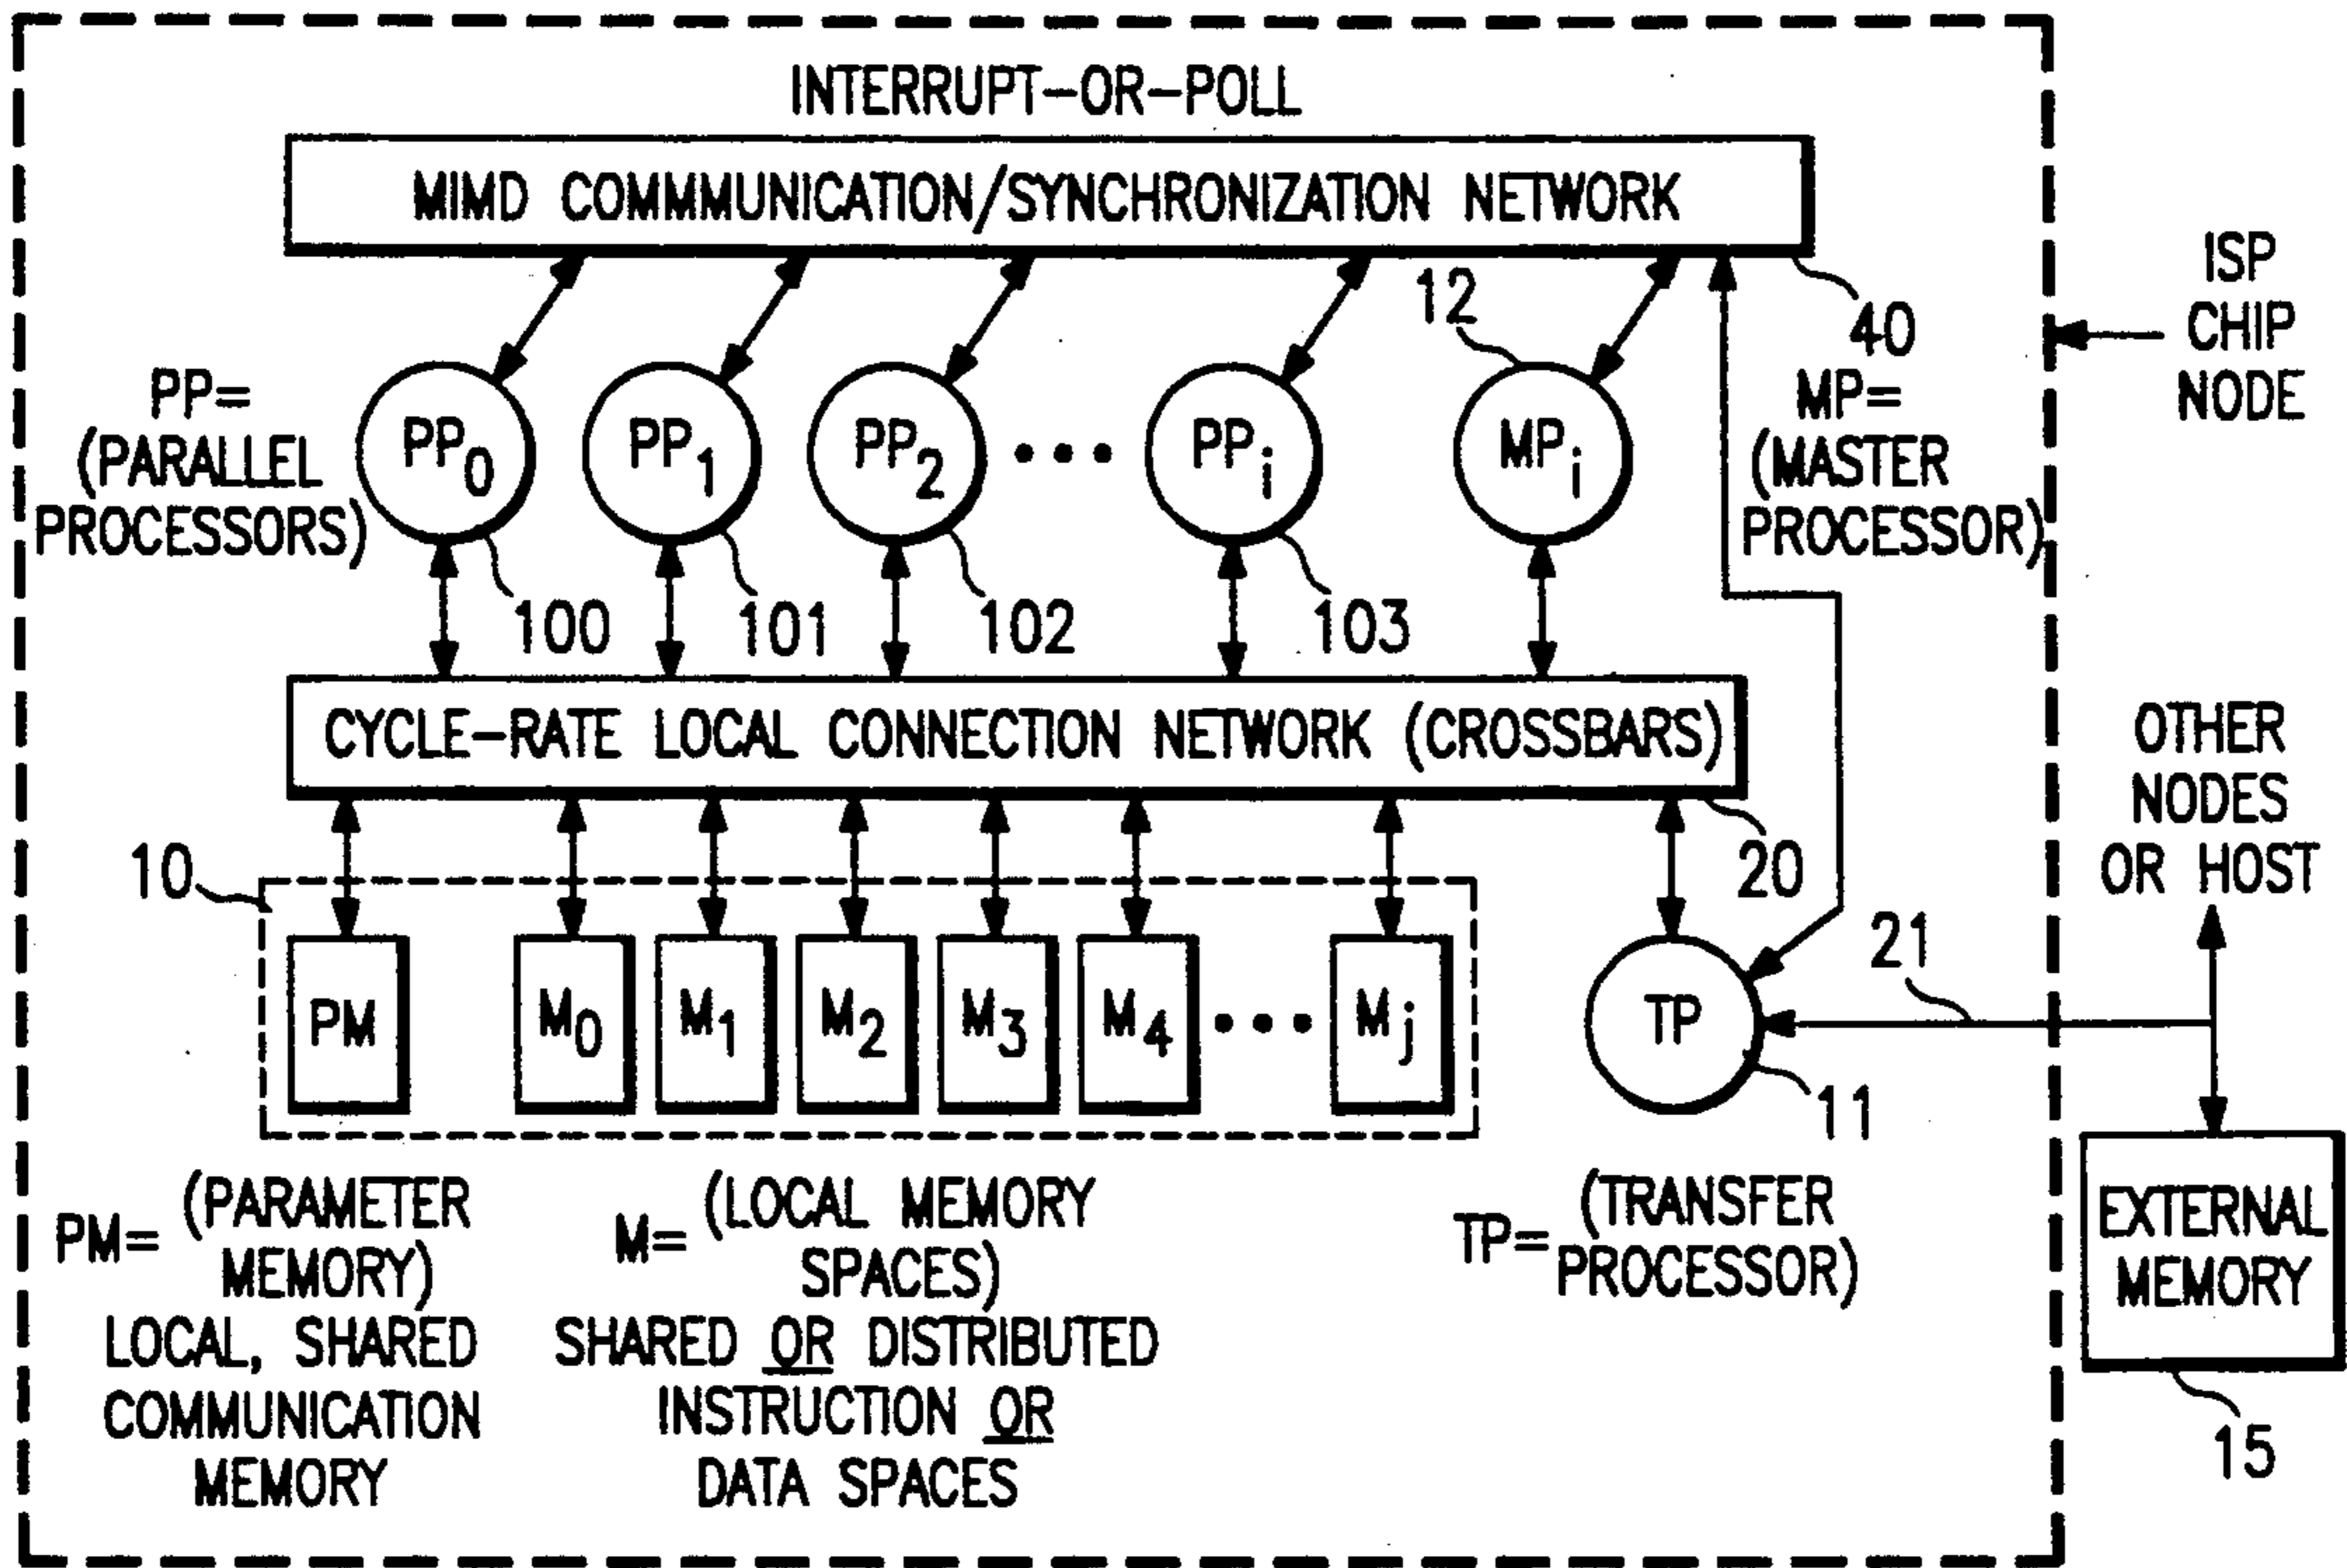 INTERRUPT-OR-POLL
MIMD COMMMUNICATION/SYNCHRONIZATION NETWORK
ISP
CHIP
NODE
12
40
PP=
(PARALLEL
PROCESSORS)
PP0
PP1
PP2
•••
PPi
MPi
MP=
(MASTER
PROCESSOR)
100
101
102
103
CYCLE-RATE LOCAL CONNECTION NETWORK (CROSSBARS)
OTHER
NODES
OR HOST
10
20
21
PM
M0
M1
M2
M3
M4
•••
Mj
TP
11
PM= (PARAMETER
MEMORY)
LOCAL, SHARED
COMMUNICATION
MEMORY
M= (LOCAL MEMORY
SPACES)
SHARED OR DISTRIBUTED
INSTRUCTION OR
DATA SPACES
TP= (TRANSFER
PROCESSOR)
EXTERNAL
MEMORY
15